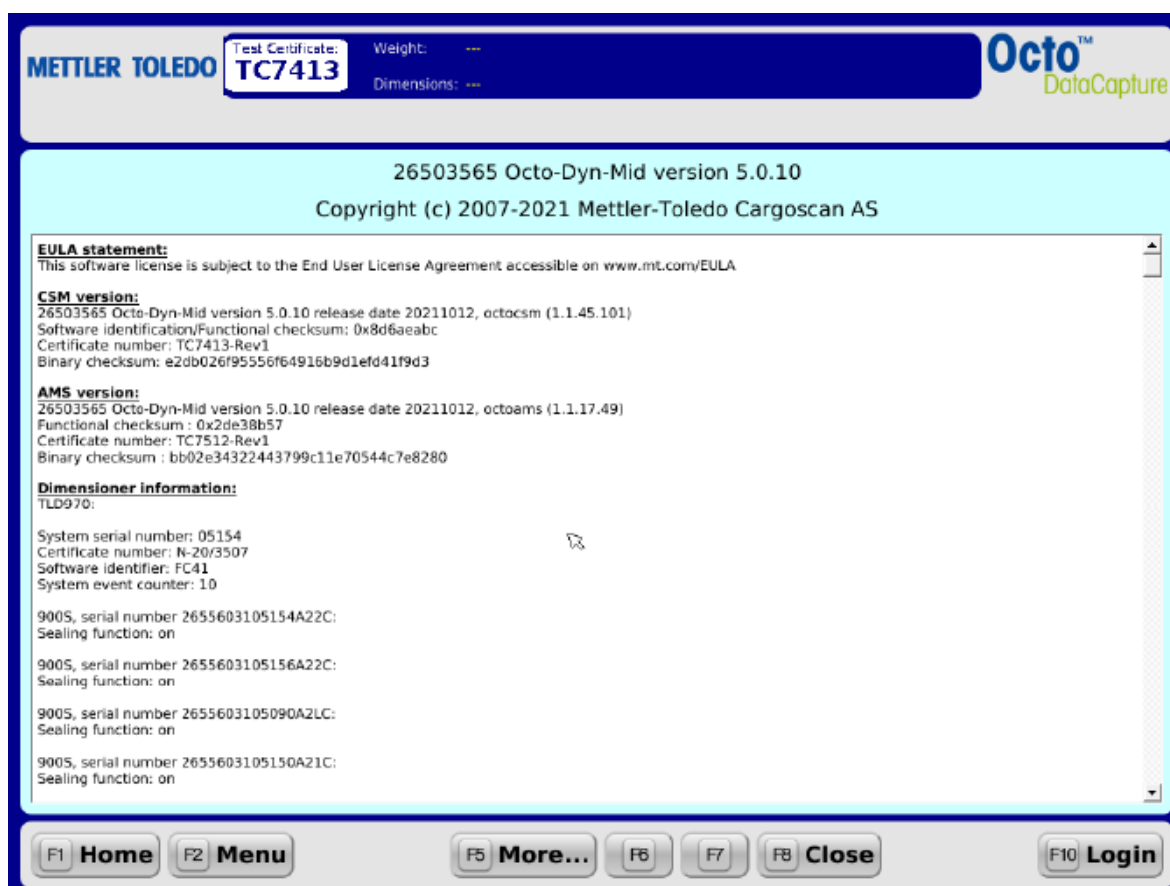 METTLER TOLEDO
Test Certificate:
TC7413
Weight: ---
Dimensions: ---
Octo™
DataCapture
26503565 Octo-Dyn-Mid version 5.0.10
Copyright (c) 2007-2021 Mettler-Toledo Cargoscan AS
EULA statement:
This software license is subject to the End User License Agreement accessible on www.mt.com/EULA
CSM version:
26503565 Octo-Dyn-Mid version 5.0.10 release date 20211012, octocsm (1.1.45.101)
Software identification/Functional checksum: 0x8d6aeabc
Certificate number: TC7413-Rev1
Binary checksum: e2db026f95556f64916b9d1efd41f9d3
AMS version:
26503565 Octo-Dyn-Mid version 5.0.10 release date 20211012, octoams (1.1.17.49)
Functional checksum : 0x2de38b57
Certificate number: TC7512-Rev1
Binary checksum : bb02e34322443799c11e70544c7e8280
Dimensioner information:
TLD970:
System serial number: 05154
Certificate number: N-20/3507
Software identifier: FC41
System event counter: 10
900S, serial number 2655603105154A22C:
Sealing function: on
900S, serial number 2655603105156A22C:
Sealing function: on
900S, serial number 2655603105090A2LC:
Sealing function: on
900S, serial number 2655603105150A21C:
Sealing function: on
F1 Home
F2 Menu
F5 More...
F6
F7
F8 Close
F10 Login